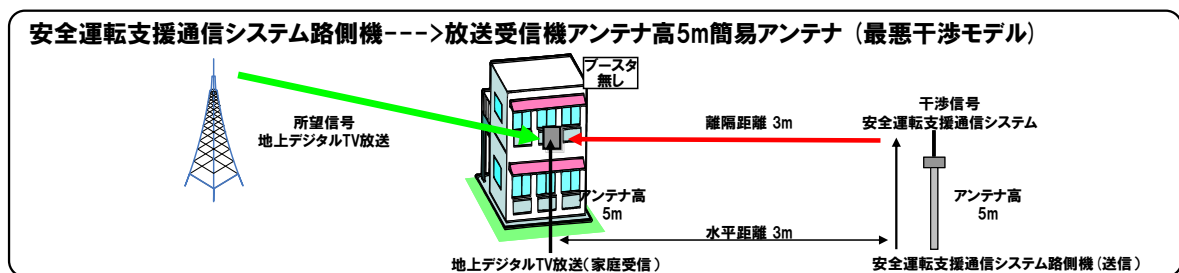 安全運転支援通信システム路側機--->放送受信機アンテナ高5m簡易アンテナ (最悪干渉モデル)
ブースタ
無し
所望信号
地上デジタルTV放送
離隔距離 3m
干渉信号
安全運転支援通信システム
アンテナ高
5m
アンテナ高
5m
水平距離 3m
地上デジタルTV放送(家庭受信)
安全運転支援通信システム路側機(送信)